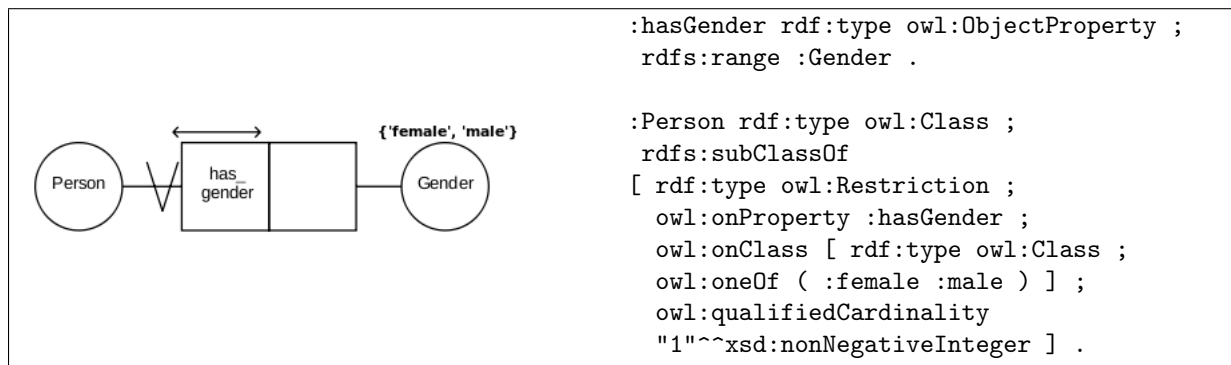 Person
has_
gender
{'female', 'male'}
Gender
:hasGender rdf:type owl:ObjectProperty ;
rdfs:range :Gender .
:Person rdf:type owl:Class ;
rdfs:subClassOf
[ rdf:type owl:Restriction ;
owl:onProperty :hasGender ;
owl:onClass [ rdf:type owl:Class ;
owl:oneOf ( :female :male ) ] ;
owl:qualifiedCardinality
"1"^^xsd:nonNegativeInteger ] .